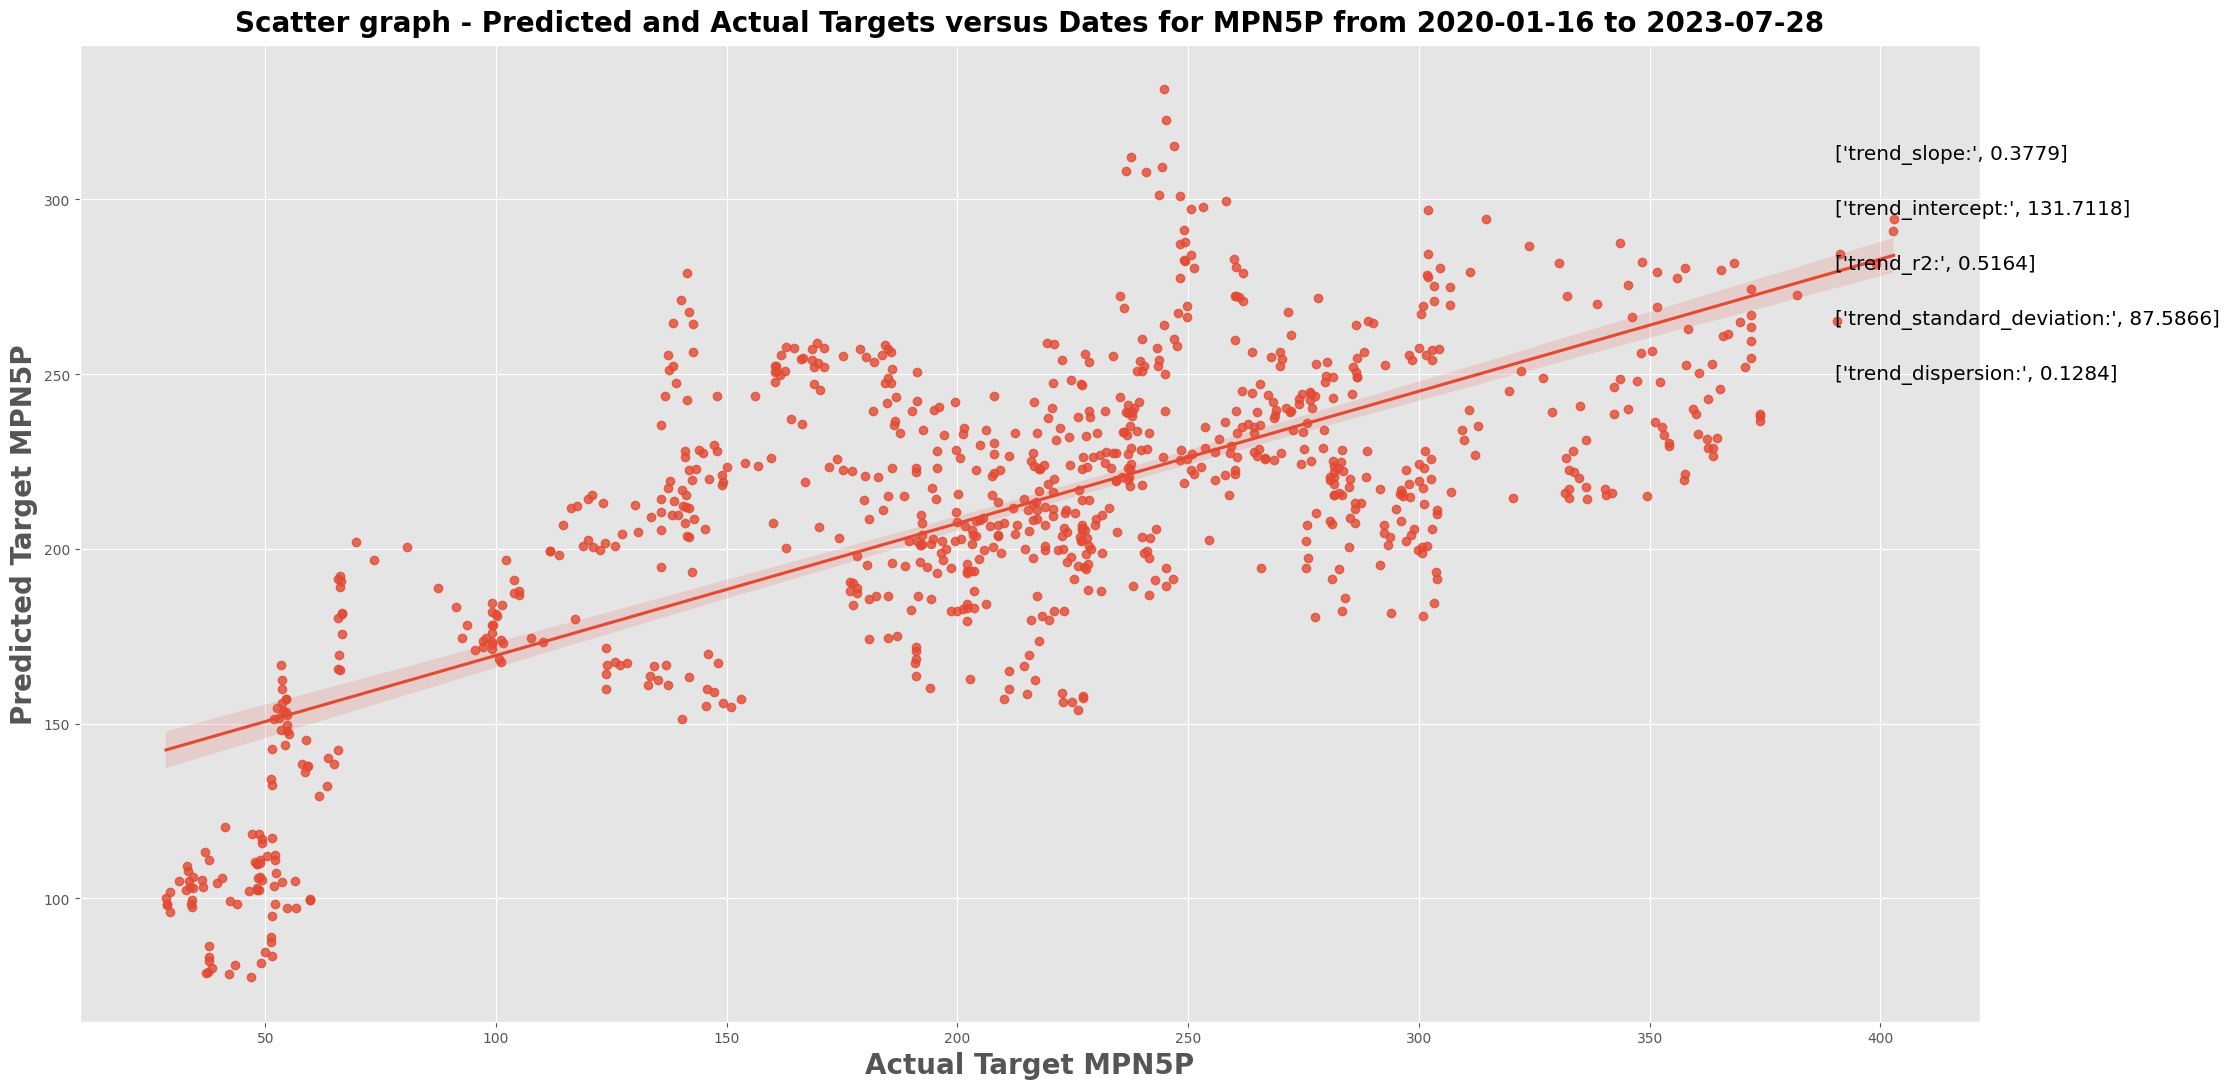 Scatter graph - Predicted and Actual Targets versus Dates for MPN5P from 2020-01-16 to 2023-07-28
['trend_slope:', 0.3779]
['trend_intercept:', 131.7118]
['trend_r2:', 0.5164]
['trend_standard_deviation:', 87.5866]
['trend_dispersion:', 0.1284]
Predicted Target MPN5P
300
250
200
150
100
50 100 150 200 250 300 350 400
Actual Target MPN5P